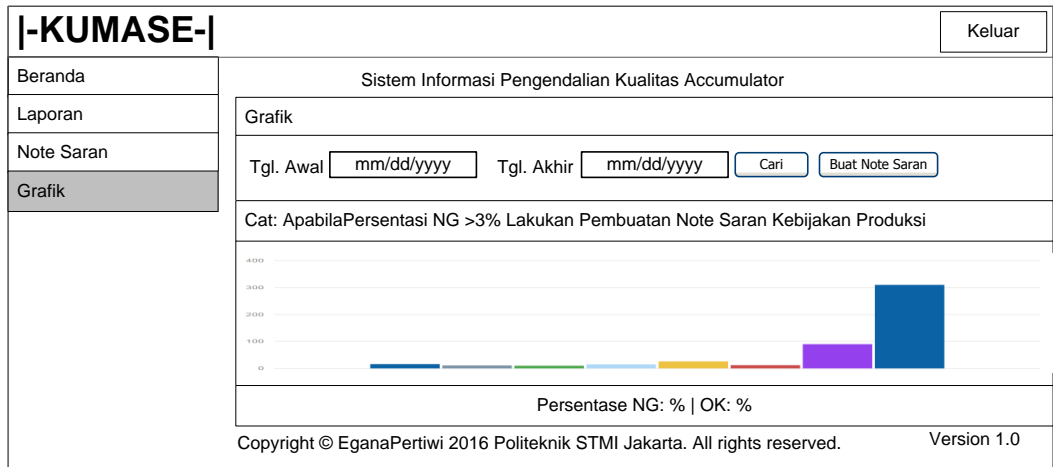 |-KUMASE-|
Keluar
Beranda
Laporan
Note Saran
Grafik
Sistem Informasi Pengendalian Kualitas Accumulator
Grafik
Tgl. Awal mm/dd/yyyy Tgl. Akhir mm/dd/yyyy Cari Buat Note Saran
Cat: ApabilaPersentasi NG >3% Lakukan Pembuatan Note Saran Kebijakan Produksi
400
300
200
100
0
Persentase NG: % | OK: %
Copyright © EganaPertiwi 2016 Politeknik STMI Jakarta. All rights reserved. Version 1.0